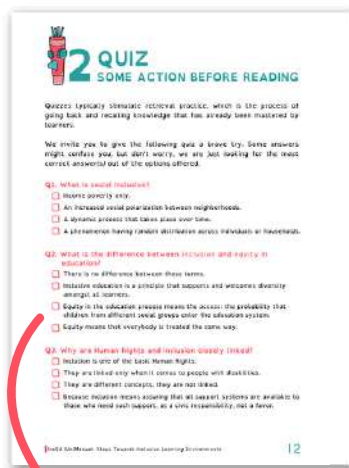 2 QUIZ
SOME ACTION BEFORE READING
Quizzes typically stimulate retrieval practice, which is the process of
going back and recalling knowledge that has already been mastered by
learners.
We invite you to give the following quiz a brave try. Some answers
might confuse you, but don't worry, we are just looking for the most
correct answer(s) out of the options offered.
Q1. What is social inclusion?
Income poverty only.
An increased social polarization between neighborhoods.
A dynamic process that takes place over time.
A phenomenon having random distribution across individuals or households.
Q2. What is the difference between inclusion and equity in
education?
There is no difference between these terms.
Inclusive education is a principle that supports and welcomes diversity
amongst all learners.
Equity in the education process means the access: the probability that
children from different social groups enter the education system.
Equity means that everybody is treated the same way.
Q3. Why are Human Rights and inclusion closely linked?
Inclusion is one of the basic Human Rights.
They are linked only when it comes to people with disabilities.
They are different concepts, they are not linked.
Because inclusion means assuring that all support systems are available to
those who need such support, as a civic responsibility, not a favor.
Manual: Steps Towards Inclusive Learning Environments
12